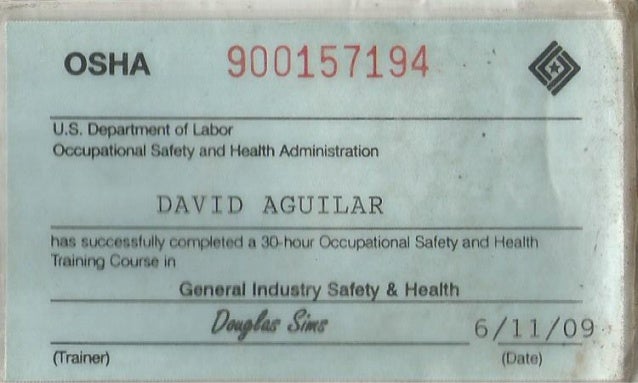 OSHA 900157194
U.S. Department of Labor
Occupational Safety and Health Administration
DAVID AGUILAR
has successfully completed a 30-hour Occupational Safety and Health
Training Course in
General Industry Safety & Health
Douglas Sims 6/11/09
(Trainer) (Date)